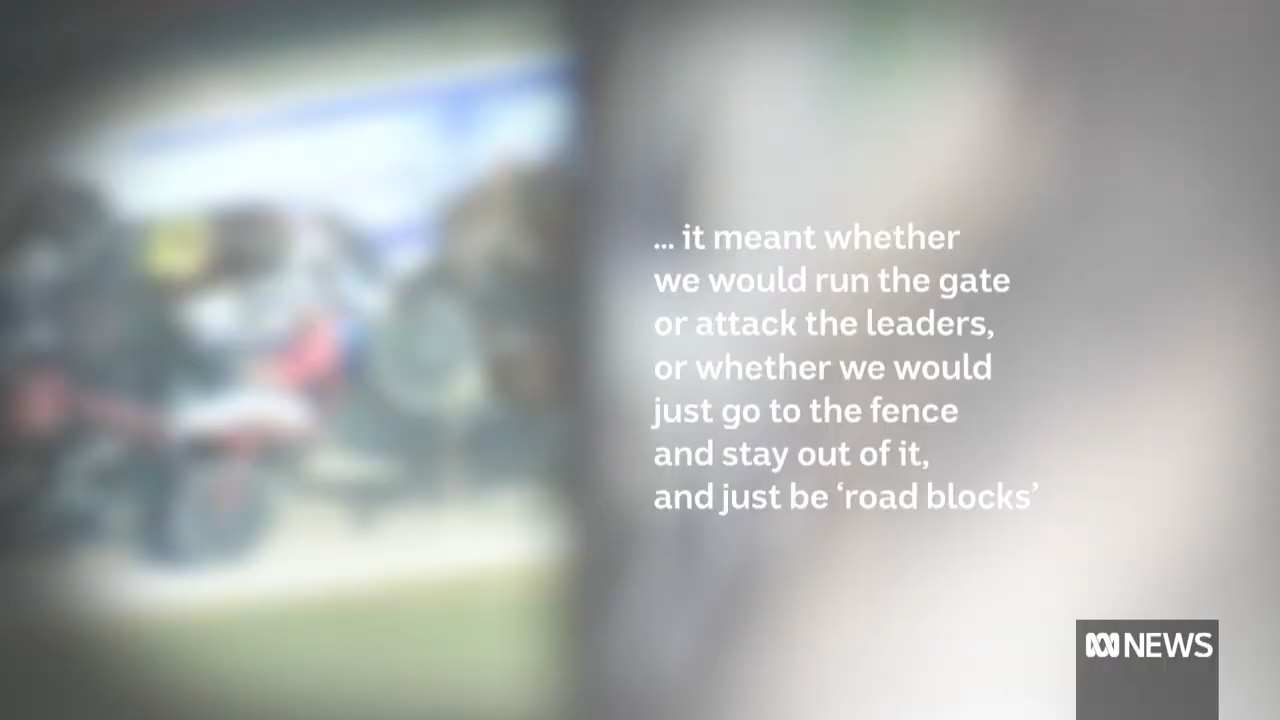 ... it meant whether
we would run the gate
or attack the leaders,
or whether we would
just go to the fence
and stay out of it,
and just be ‘road blocks’
NEWS